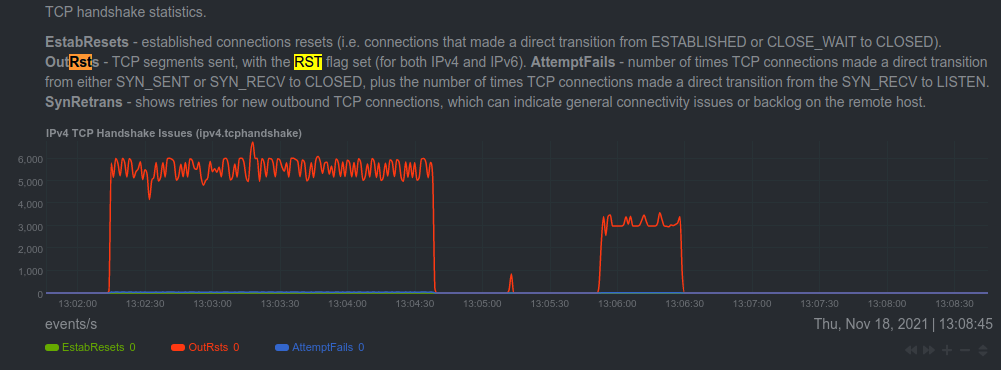 TCP handshake statistics.
EstabResets - established connections resets (i.e. connections that made a direct transition from ESTABLISHED or CLOSE_WAIT to CLOSED).
OutRsts - TCP segments sent, with the RST flag set (for both IPv4 and IPv6). AttemptFails - number of times TCP connections made a direct transition
from either SYN_SENT or SYN_RECV to CLOSED, plus the number of times TCP connections made a direct transition from the SYN_RECV to LISTEN.
SynRetrans - shows retries for new outbound TCP connections, which can indicate general connectivity issues or backlog on the remote host.
IPv4 TCP Handshake Issues (ipv4.tcphandshake)
6,000
5,000
4,000
3,000
2,000
1,000
0
13:02:00 13:02:30 13:03:00 13:03:30 13:04:00 13:04:30 13:05:00 13:05:30 13:06:00 13:06:30 13:07:00 13:07:30 13:08:00 13:08:30
events/s Thu, Nov 18, 2021 | 13:08:45
EstabResets 0 OutRsts 0 AttemptFails 0